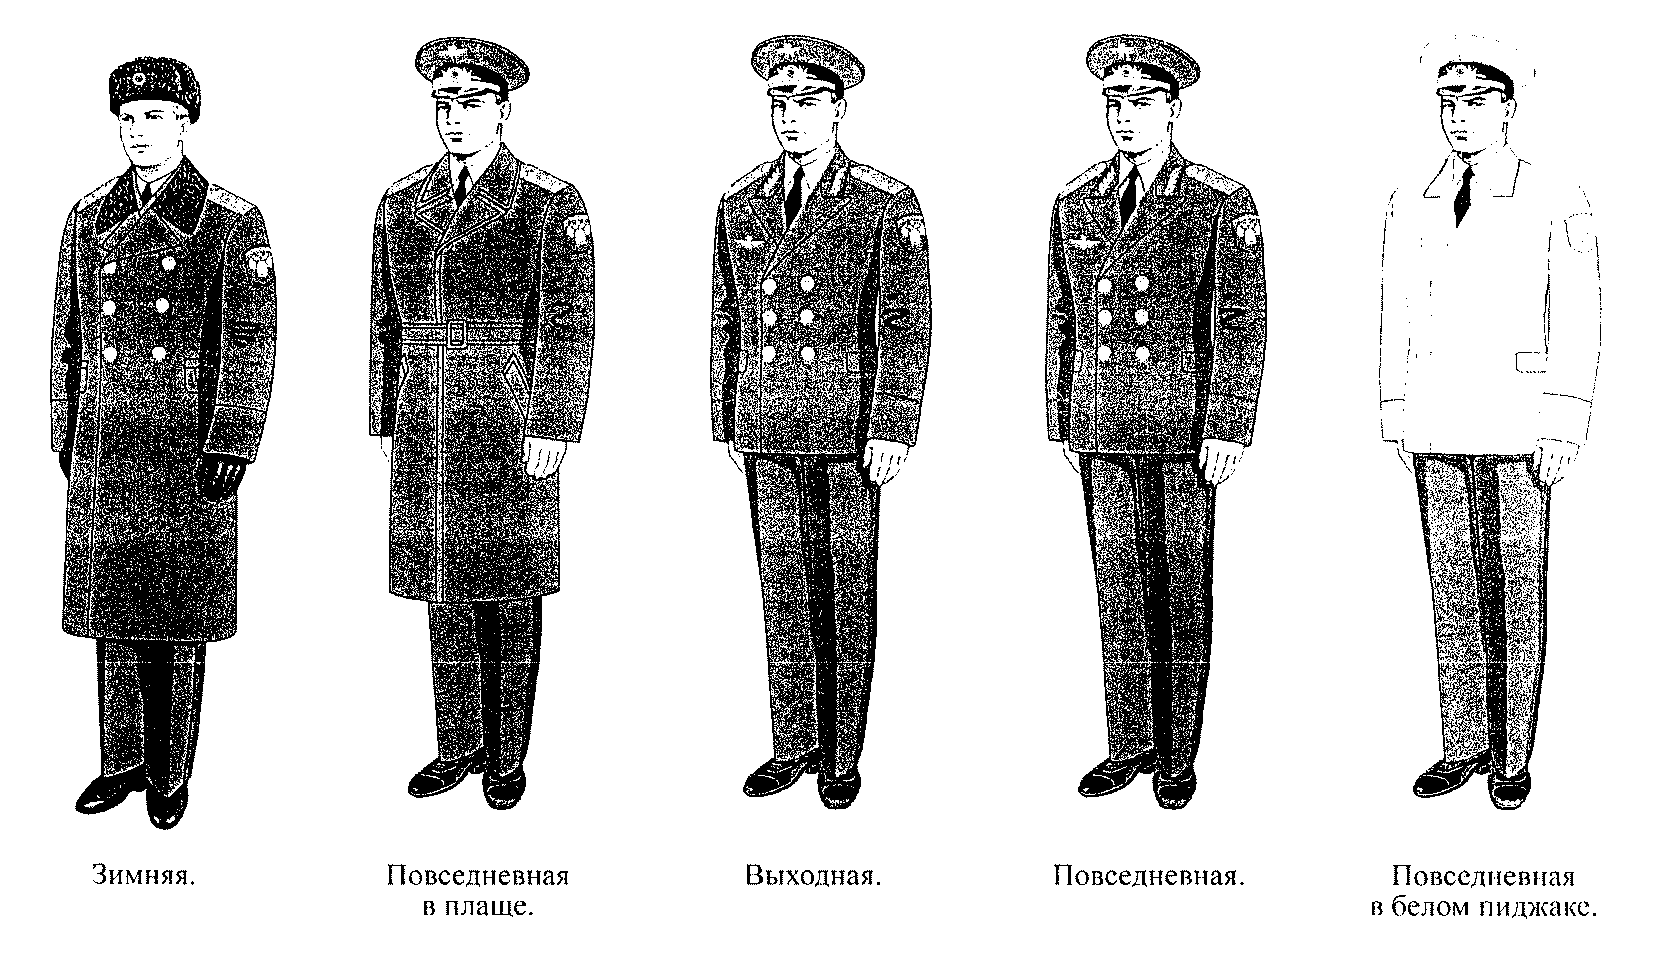 Зимняя.
Повседневная
в плаще.
Выходная.
Повседневная.
Повседневная
в белом пиджаке.